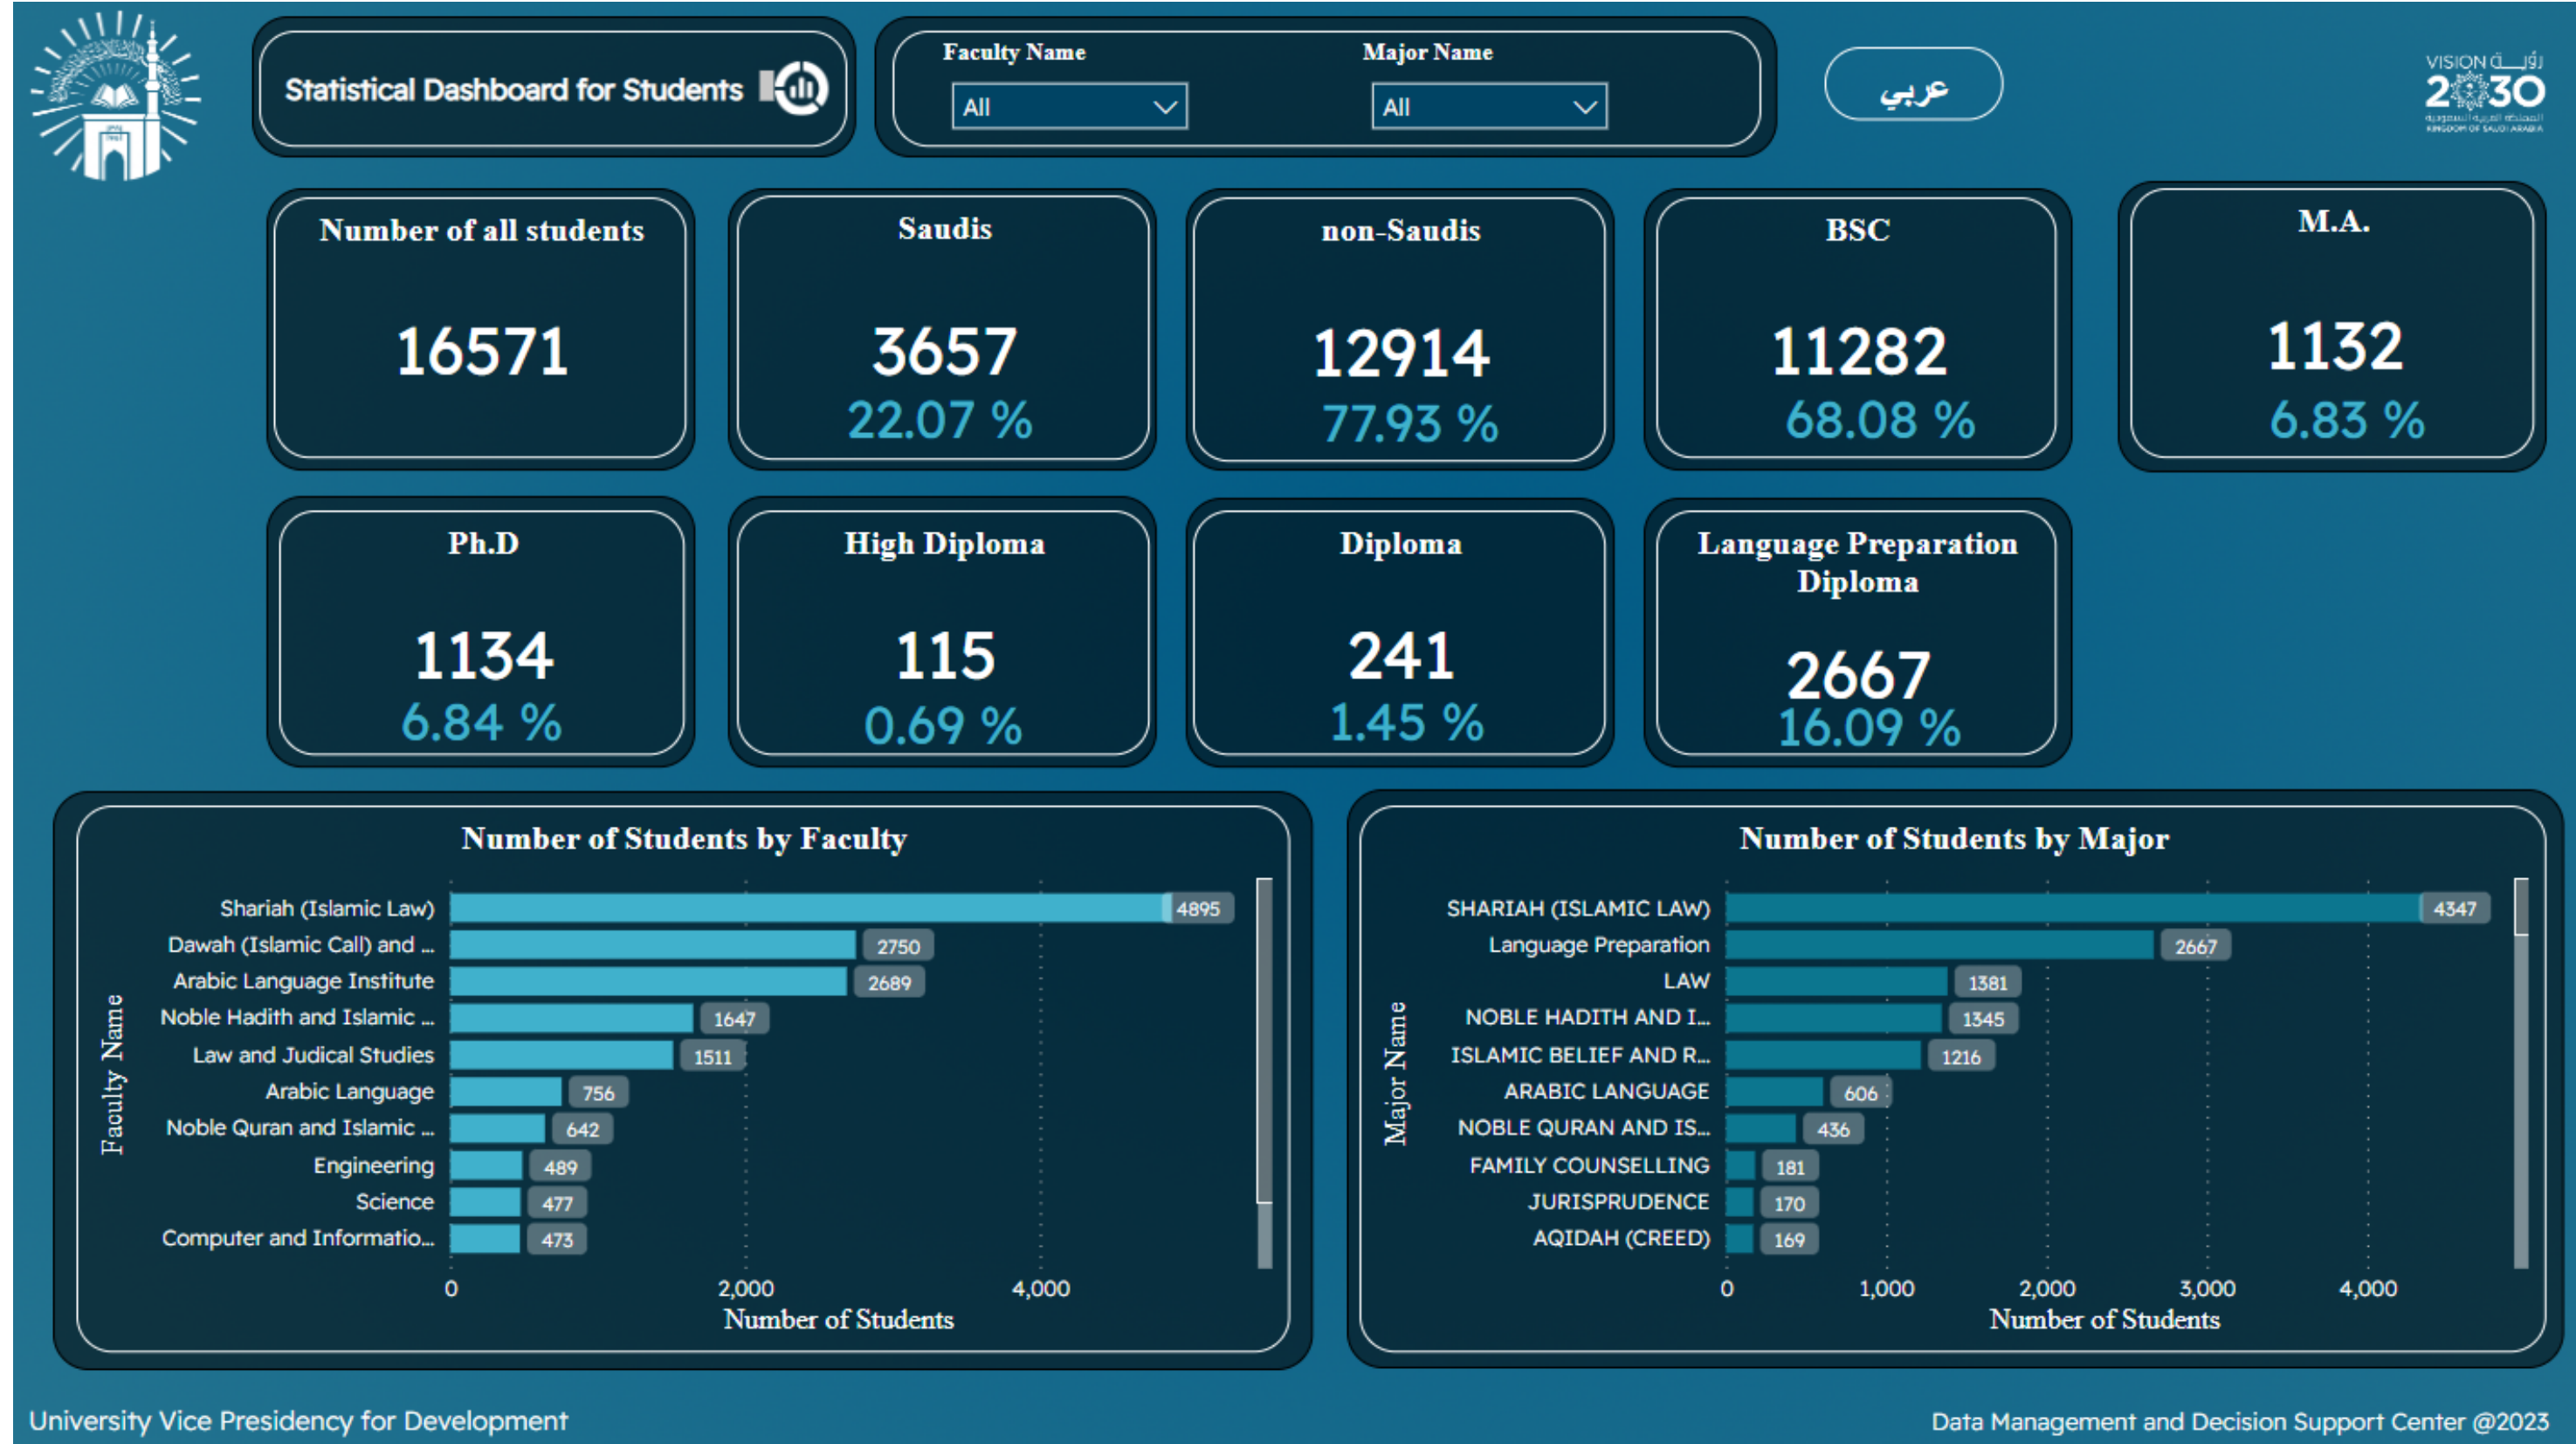 Statistical Dashboard for Students
Faculty Name
All
Major Name
All
عربي
VISION رؤيـــة
2030
المملكة العربية السعودية
KINGDOM OF SAUDI ARABIA
Number of all students
16571
Saudis
3657
22.07 %
non-Saudis
12914
77.93 %
BSC
11282
68.08 %
M.A.
1132
6.83 %
Ph.D
1134
6.84 %
High Diploma
115
0.69 %
Diploma
241
1.45 %
Language Preparation
Diploma
2667
16.09 %
Number of Students by Faculty
Faculty Name
Shariah (Islamic Law) 4895
Dawah (Islamic Call) and ... 2750
Arabic Language Institute 2689
Noble Hadith and Islamic ... 1647
Law and Judical Studies 1511
Arabic Language 756
Noble Quran and Islamic ... 642
Engineering 489
Science 477
Computer and Informatio... 473
0 2,000 4,000
Number of Students
Number of Students by Major
Major Name
SHARIAH (ISLAMIC LAW) 4347
Language Preparation 2667
LAW 1381
NOBLE HADITH AND I... 1345
ISLAMIC BELIEF AND R... 1216
ARABIC LANGUAGE 606
NOBLE QURAN AND IS... 436
FAMILY COUNSELLING 181
JURISPRUDENCE 170
AQIDAH (CREED) 169
0 1,000 2,000 3,000 4,000
Number of Students
University Vice Presidency for Development
Data Management and Decision Support Center @2023